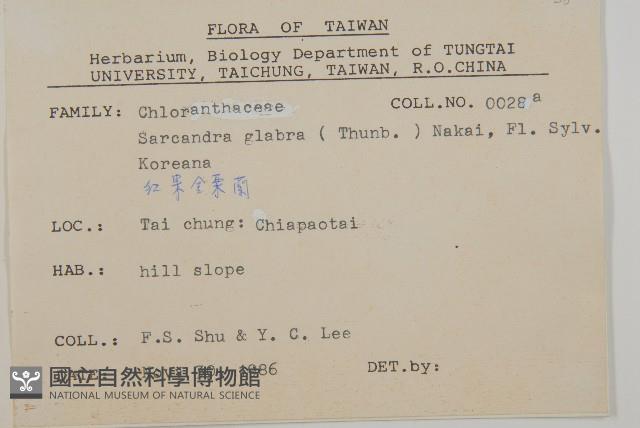 FLORA OF TAIWAN
Herbarium, Biology Department of TUNGTAI
UNIVERSITY, TAICHUNG, TAIWAN, R.O.CHINA
FAMILY: Chloranthaceae COLL.NO. 0028a
Sarcandra glabra ( Thunb. ) Nakai, Fl. Sylv.
Koreana
紅果金粟蘭
LOC.: Tai chung: Chiapaotai
HAB.: hill slope
COLL.: F.S. Shu & Y. C. Lee
1986 DET.by:
國立自然科學博物館
NATIONAL MUSEUM OF NATURAL SCIENCE